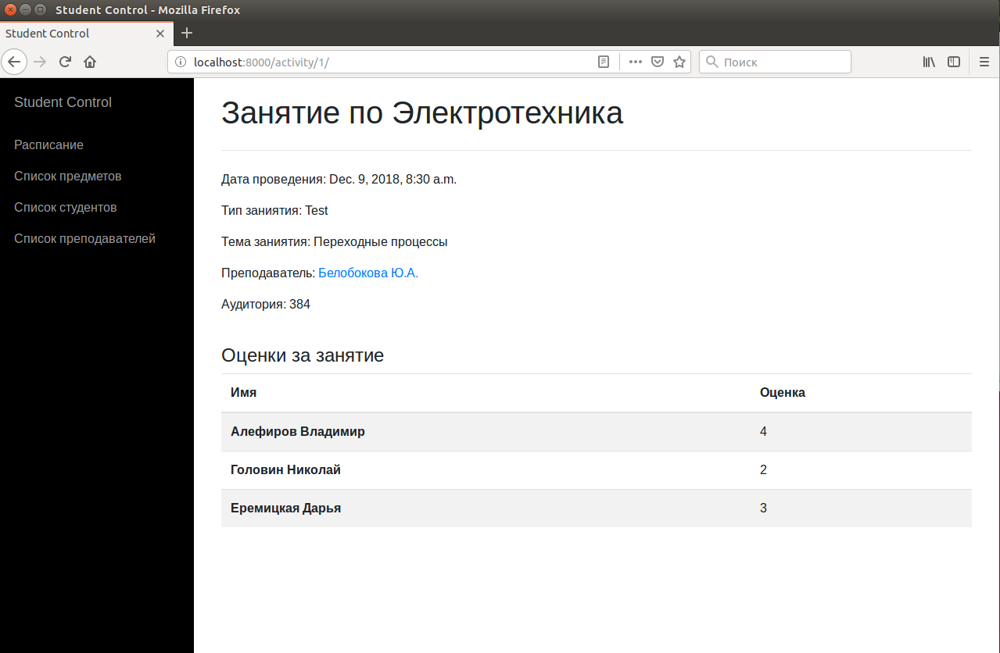 Student Control - Mozilla Firefox
Student Control
localhost:8000/activity/1/
Поиск
Student Control
Расписание
Список предметов
Список студентов
Список преподавателей
Занятие по Электротехника
Дата проведения: Dec. 9, 2018, 8:30 a.m.
Тип заниятия: Test
Тема заниятия: Переходные процессы
Преподаватель: Белобокова Ю.А.
Аудитория: 384
Оценки за занятие
Имя Оценка
Алефиров Владимир 4
Головин Николай 2
Еремицкая Дарья 3